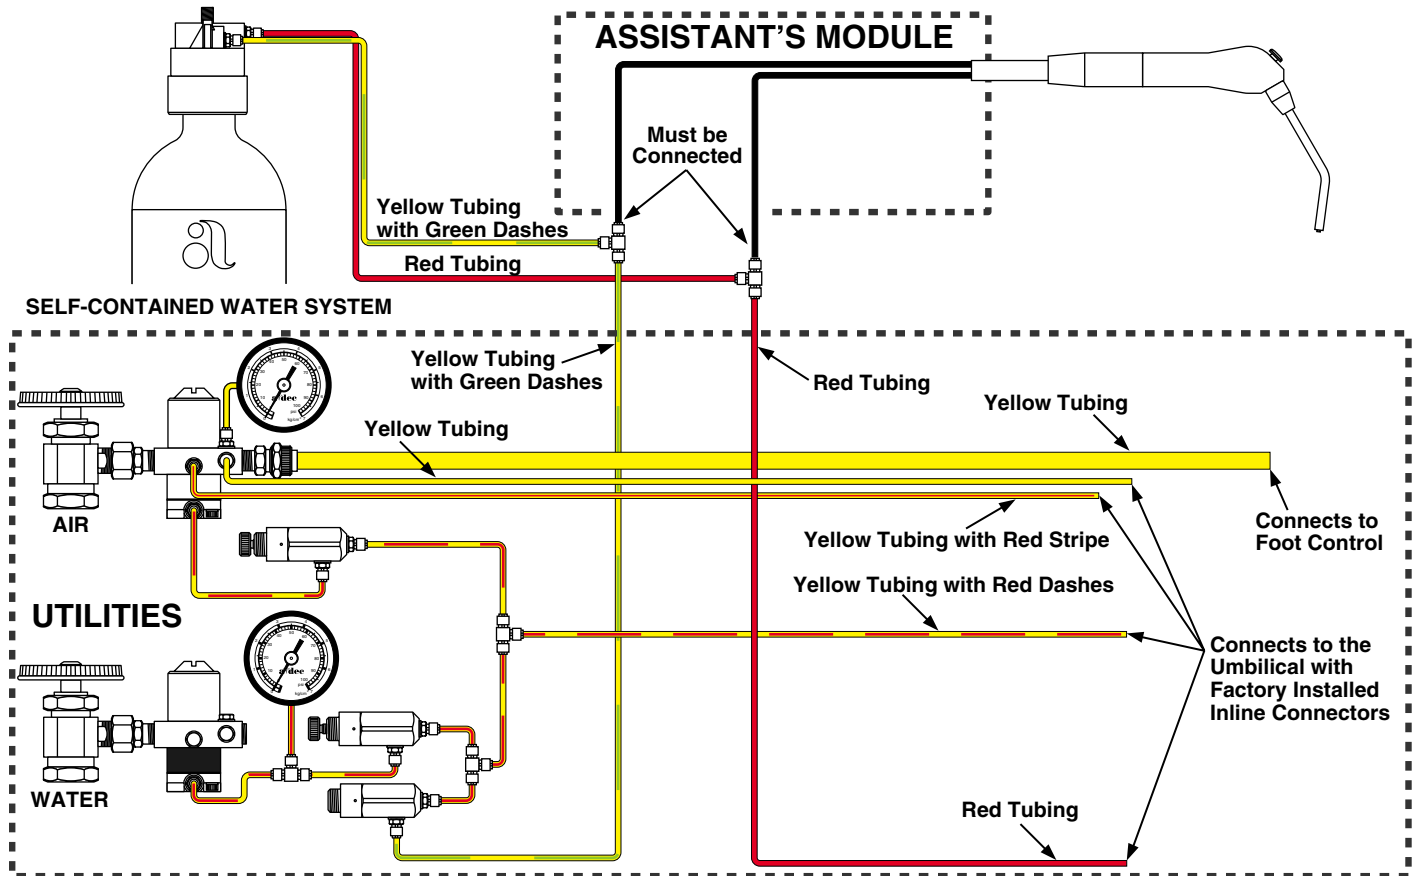 ASSISTANT'S MODULE
Must be
Connected
Yellow Tubing
with Green Dashes
Red Tubing
a
SELF-CONTAINED WATER SYSTEM
Yellow Tubing
with Green Dashes
Red Tubing
Yellow Tubing
Yellow Tubing
AIR
Yellow Tubing with Red Stripe
Connects to
Foot Control
Yellow Tubing with Red Dashes
UTILITIES
Connects to the
Umbilical with
Factory Installed
Inline Connectors
WATER
Red Tubing